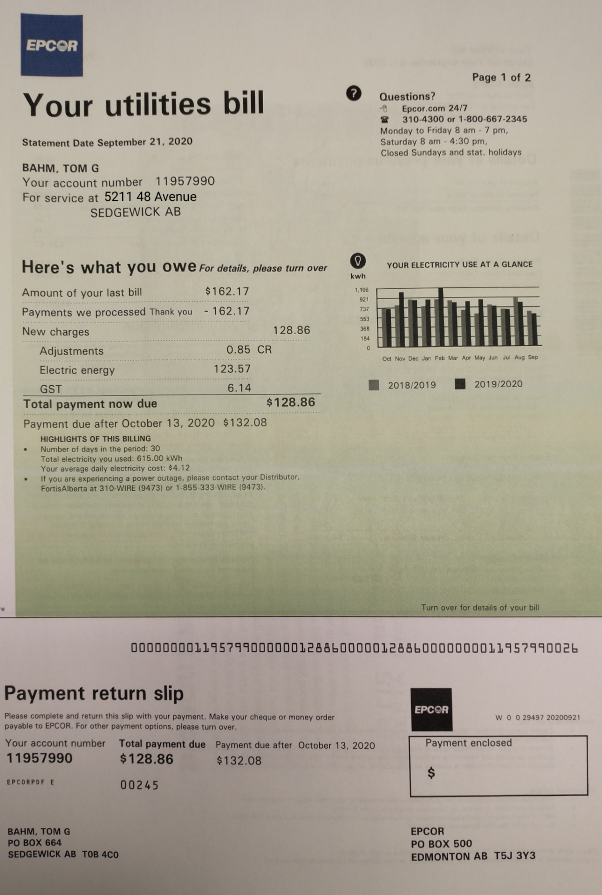 EPCOR
Page 1 of 2
Your utilities bill
Statement Date September 21, 2020
? Questions?
Epcor.com 24/7
310-4300 or 1-800-667-2345
Monday to Friday 8 am - 7 pm,
Saturday 8 am - 4:30 pm,
Closed Sundays and stat. holidays
BAHM, TOM G
Your account number 11957990
For service at 5211 48 Avenue
SEDGEWICK AB
Here's what you owe For details, please turn over
Amount of your last bill $162.17
Payments we processed Thank you - 162.17
New charges 128.86
Adjustments 0.85 CR
Electric energy 123.57
GST 6.14
Total payment now due $128.86
Payment due after October 13, 2020 $132.08
HIGHLIGHTS OF THIS BILLING
• Number of days in the period: 30
Total electricity you used: 615.00 kWh
Your average daily electricity cost: $4.12
• If you are experiencing a power outage, please contact your Distributor,
FortisAlberta at 310-WIRE (9473) or 1-855-333-WIRE (9473).
YOUR ELECTRICITY USE AT A GLANCE
kwh
1,106
921
737
553
368
184
0
Oct Nov Dec Jan Feb Mar Apr May Jun Jul Aug Sep
2018/2019 2019/2020
Turn over for details of your bill
00000000119579900000012886000001288600000000011957990026
Payment return slip
Please complete and return this slip with your payment. Make your cheque or money order
payable to EPCOR. For other payment options, please turn over.
Your account number Total payment due Payment due after October 13, 2020
11957990 $128.86 $132.08
EPCORPDF E 00245
EPCOR
W 0 0 29497 20200921
Payment enclosed
$
BAHM, TOM G
PO BOX 664
SEDGEWICK AB T0B 4C0
EPCOR
PO BOX 500
EDMONTON AB T5J 3Y3